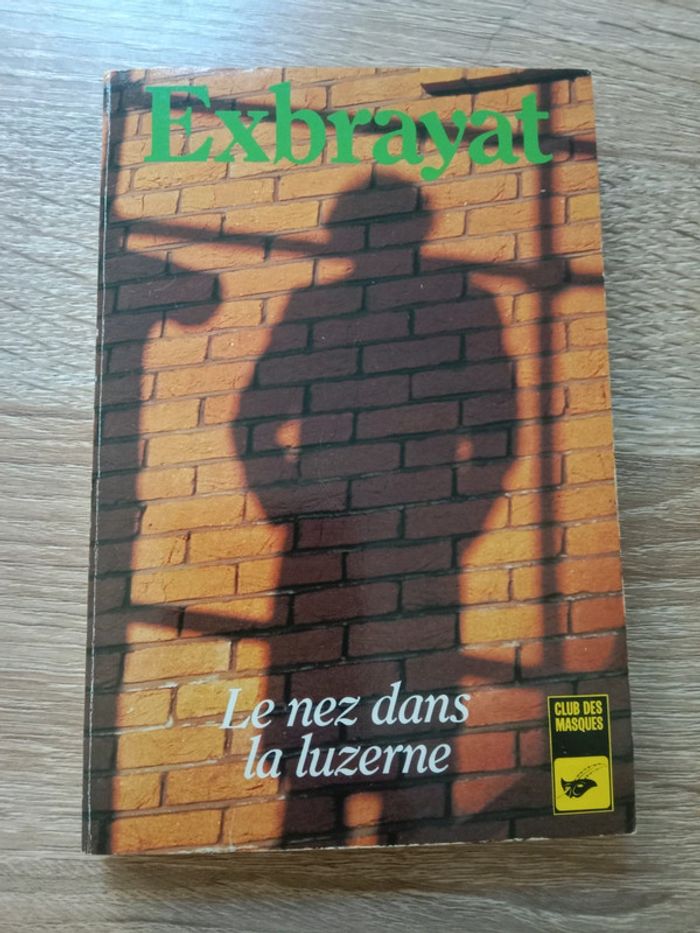 Exbrayat
Le nez dans
la luzerne
CLUB DES
MASQUES